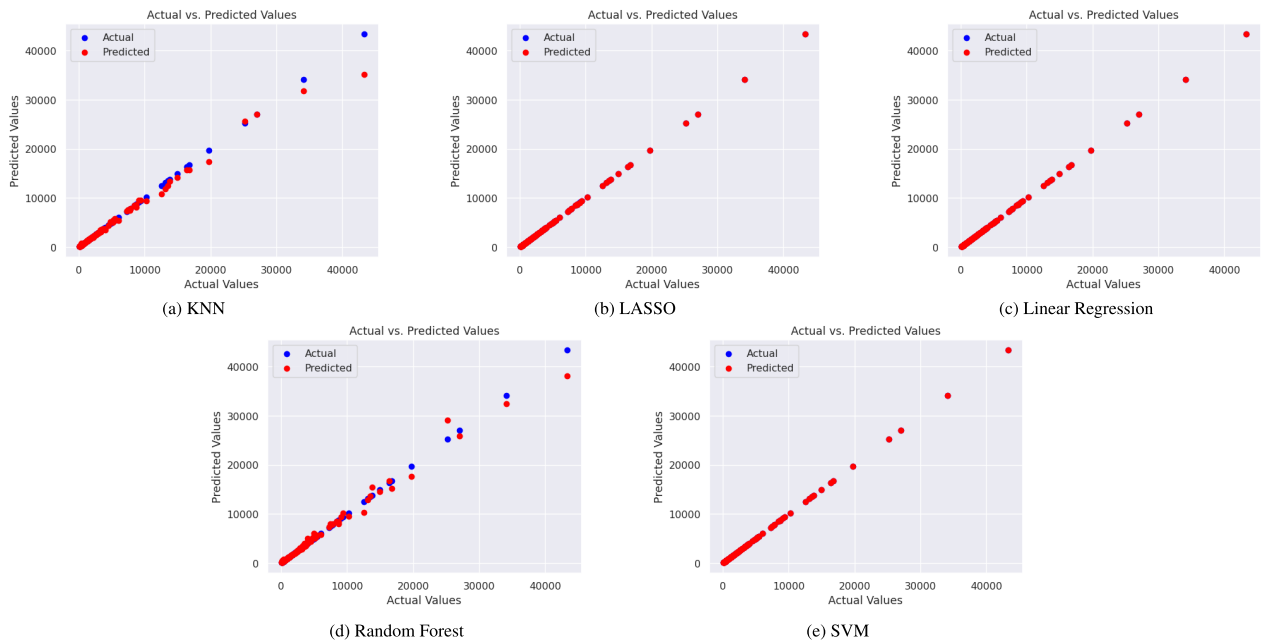 Actual vs. Predicted Values
Actual
Predicted
Predicted Values
40000
30000
20000
10000
0
0 10000 20000 30000 40000
Actual Values
(a) KNN
Actual vs. Predicted Values
Actual
Predicted
Predicted Values
40000
30000
20000
10000
0
0 10000 20000 30000 40000
Actual Values
(b) LASSO
Actual vs. Predicted Values
Actual
Predicted
Predicted Values
40000
30000
20000
10000
0
0 10000 20000 30000 40000
Actual Values
(c) Linear Regression
Actual vs. Predicted Values
Actual
Predicted
Predicted Values
40000
30000
20000
10000
0
0 10000 20000 30000 40000
Actual Values
(d) Random Forest
Actual vs. Predicted Values
Actual
Predicted
Predicted Values
40000
30000
20000
10000
0
0 10000 20000 30000 40000
Actual Values
(e) SVM